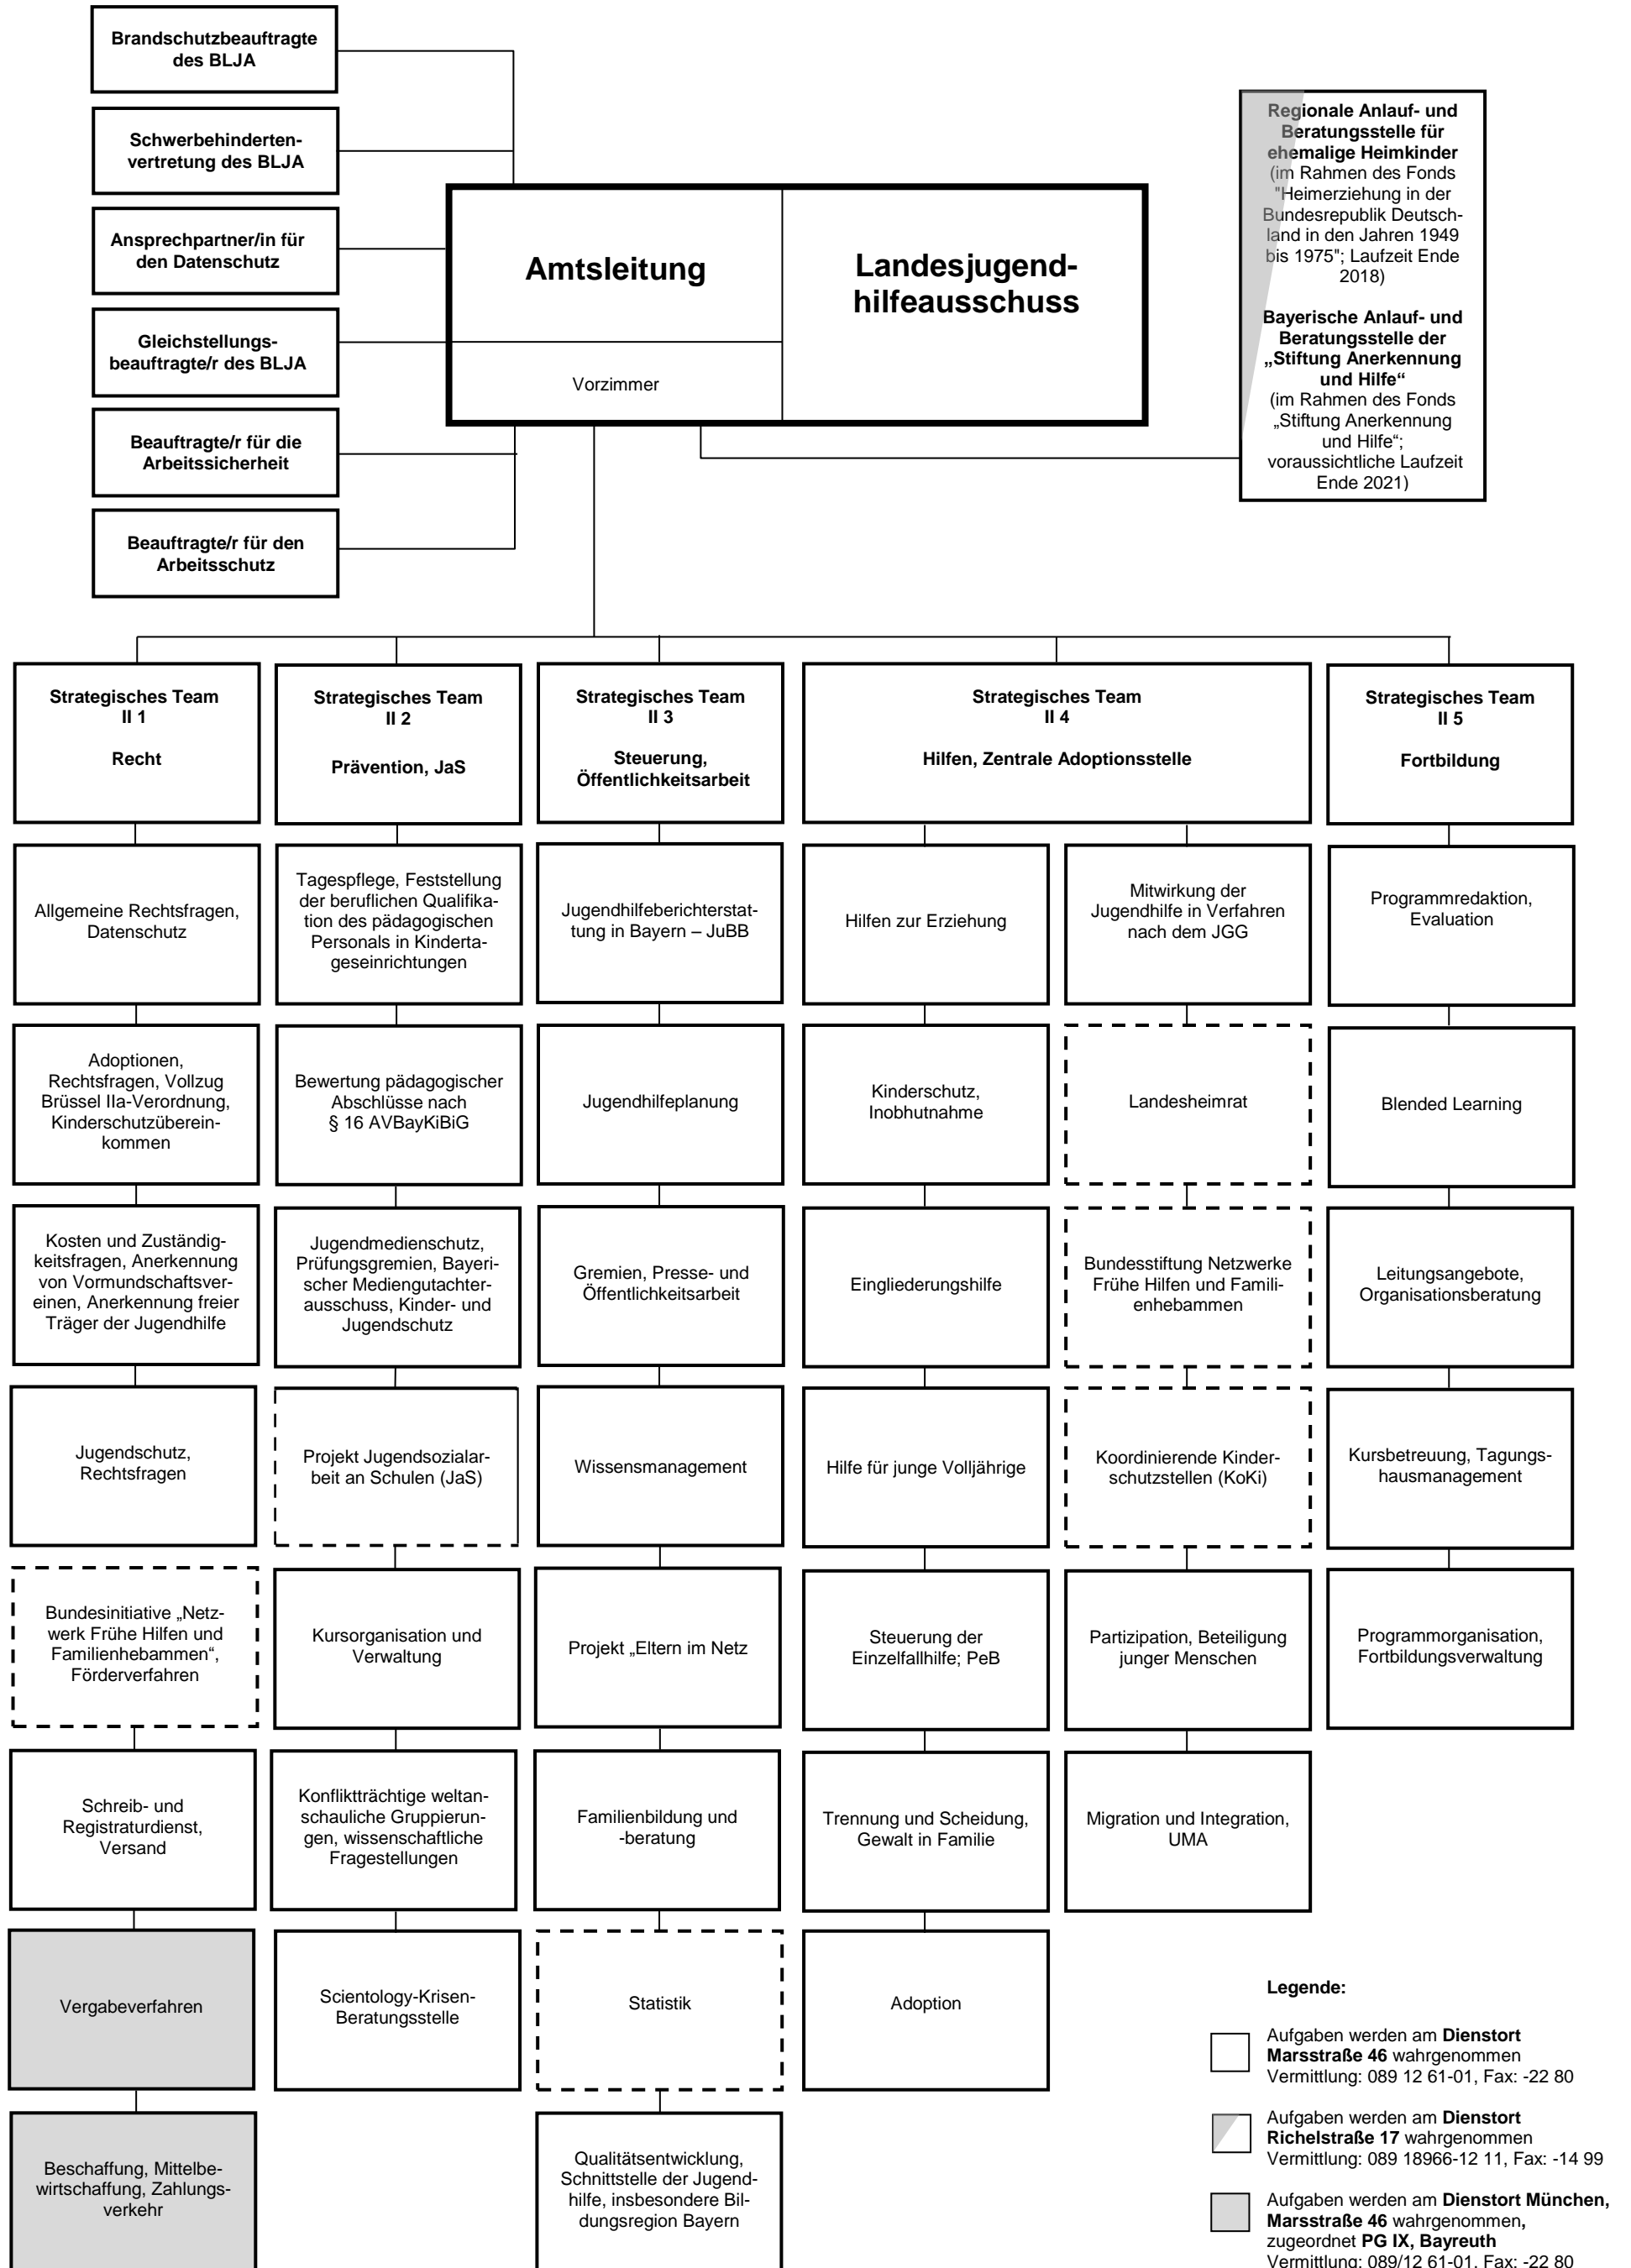 Brandschutzbeauftragte
des BLJA
Schwerbehinderten-
vertretung des BLJA
Ansprechpartner/in für
den Datenschutz
Gleichstellungs-
beauftragte/r des BLJA
Beauftragte/r für die
Arbeitssicherheit
Beauftragte/r für den
Arbeitsschutz
Amtsleitung
Vorzimmer
Landesjugend-
hilfeausschuss
Regionale Anlauf- und
Beratungsstelle für
ehemalige Heimkinder
(im Rahmen des Fonds
"Heimerziehung in der
Bundesrepublik Deutsch-
land in den Jahren 1949
bis 1975"; Laufzeit Ende
2018)
Bayerische Anlauf- und
Beratungsstelle der
„Stiftung Anerkennung
und Hilfe“
(im Rahmen des Fonds
„Stiftung Anerkennung
und Hilfe“;
voraussichtliche Laufzeit
Ende 2021)
Strategisches Team
II 1
Recht
Allgemeine Rechtsfragen,
Datenschutz
Adoptionen,
Rechtsfragen, Vollzug
Brüssel IIa-Verordnung,
Kinderschutzüberein-
kommen
Kosten und Zuständig-
keitsfragen, Anerkennung
von Vormundschaftsver-
einen, Anerkennung freier
Träger der Jugendhilfe
Jugendschutz,
Rechtsfragen
Bundesinitiative „Netz-
werk Frühe Hilfen und
Familienhebammen“,
Förderverfahren
Schreib- und
Registraturdienst,
Versand
Vergabeverfahren
Beschaffung, Mittelbe-
wirtschaffung, Zahlungs-
verkehr
Strategisches Team
II 2
Prävention, JaS
Tagespflege, Feststellung
der beruflichen Qualifika-
tion des pädagogischen
Personals in Kinderta-
geseinrichtungen
Bewertung pädagogischer
Abschlüsse nach
§ 16 AVBayKiBiG
Jugendmedienschutz,
Prüfungsgremien, Bayeri-
scher Mediengutachter-
ausschuss, Kinder- und
Jugendschutz
Projekt Jugendsozialar-
beit an Schulen (JaS)
Kursorganisation und
Verwaltung
Konfliktträchtige weltan-
schauliche Gruppierun-
gen, wissenschaftliche
Fragestellungen
Scientology-Krisen-
Beratungsstelle
Strategisches Team
II 3
Steuerung,
Öffentlichkeitsarbeit
Jugendhilfeberichterstat-
tung in Bayern – JuBB
Jugendhilfeplanung
Gremien, Presse- und
Öffentlichkeitsarbeit
Wissensmanagement
Projekt „Eltern im Netz
Familienbildung und
-beratung
Statistik
Qualitätsentwicklung,
Schnittstelle der Jugend-
hilfe, insbesondere Bil-
dungsregion Bayern
Strategisches Team
II 4
Hilfen, Zentrale Adoptionsstelle
Hilfen zur Erziehung
Kinderschutz,
Inobhutnahme
Eingliederungshilfe
Hilfe für junge Volljährige
Steuerung der
Einzelfallhilfe; PeB
Trennung und Scheidung,
Gewalt in Familie
Adoption
Mitwirkung der
Jugendhilfe in Verfahren
nach dem JGG
Landesheimrat
Bundesstiftung Netzwerke
Frühe Hilfen und Famili-
enhebammen
Koordinierende Kinder-
schutzstellen (KoKi)
Partizipation, Beteiligung
junger Menschen
Migration und Integration,
UMA
Strategisches Team
II 5
Fortbildung
Programmredaktion,
Evaluation
Blended Learning
Leitungsangebote,
Organisationsberatung
Kursbetreuung, Tagungs-
hausmanagement
Programmorganisation,
Fortbildungsverwaltung
Legende:
Aufgaben werden am Dienstort
Marsstraße 46 wahrgenommen
Vermittlung: 089 12 61-01, Fax: -22 80
Aufgaben werden am Dienstort
Richelstraße 17 wahrgenommen
Vermittlung: 089 18966-12 11, Fax: -14 99
Aufgaben werden am Dienstort München,
Marsstraße 46 wahrgenommen,
zugeordnet PG IX, Bayreuth
Vermittlung: 089/12 61-01, Fax: -22 80